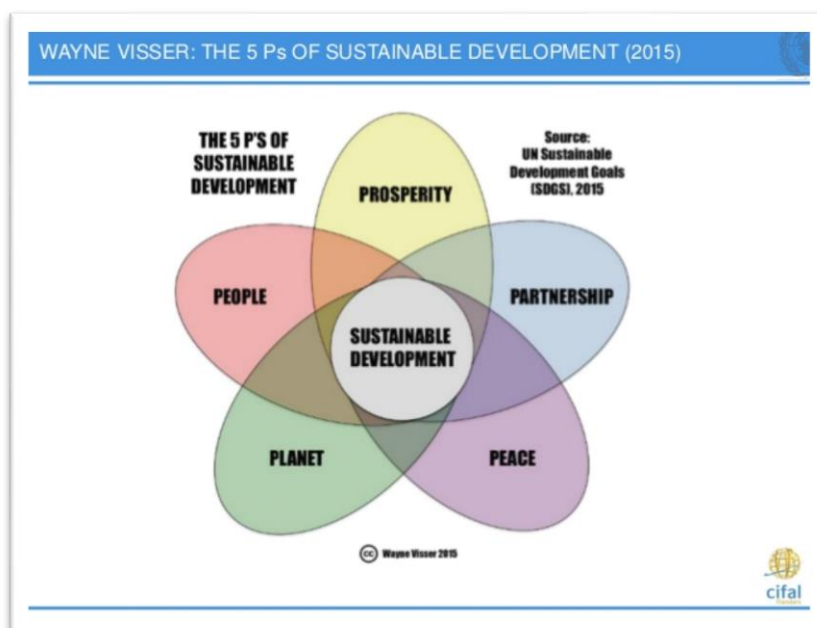 WAYNE VISSER: THE 5 Ps OF SUSTAINABLE DEVELOPMENT (2015)
THE 5 P'S OF
SUSTAINABLE
DEVELOPMENT
Source:
UN Sustainable
Development Goals
(SDGS), 2015
PROSPERITY
PEOPLE
PARTNERSHIP
SUSTAINABLE
DEVELOPMENT
PLANET
PEACE
cc Wayne Visser 2015
cifal